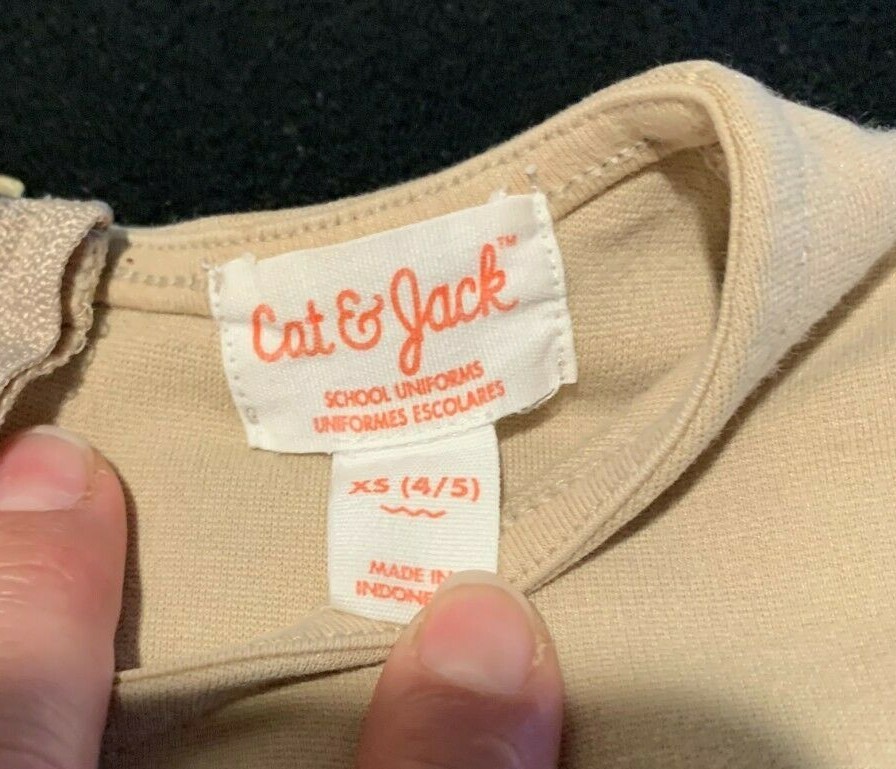 Cat & Jack™
SCHOOL UNIFORMS
UNIFORMES ESCOLARES
XS (4/5)
MADE IN